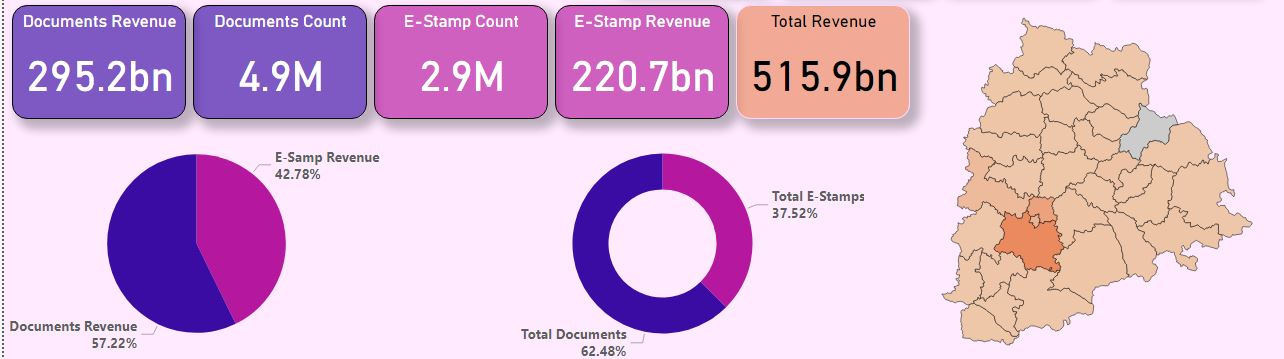 Documents Revenue
295.2bn
Documents Count
4.9M
E-Stamp Count
2.9M
E-Stamp Revenue
220.7bn
Total Revenue
515.9bn
E-Samp Revenue
42.78%
Documents Revenue
57.22%
Total E-Stamps
37.52%
Total Documents
62.48%